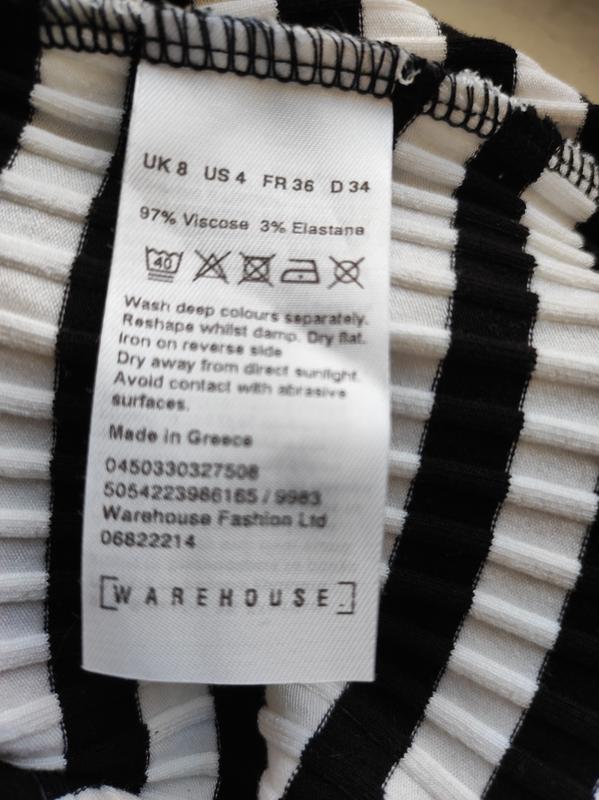 UK 8 US 4 FR 36 D 34
97% Viscose 3% Elastane
40
Wash deep colours separately.
Reshape whilst damp. Dry flat.
Iron on reverse side
Dry away from direct sunlight.
Avoid contact with abrasive
surfaces.
Made in Greece
0450330327508
5054223986165 / 9983
Warehouse Fashion Ltd
06822214
[WAREHOUSE.]